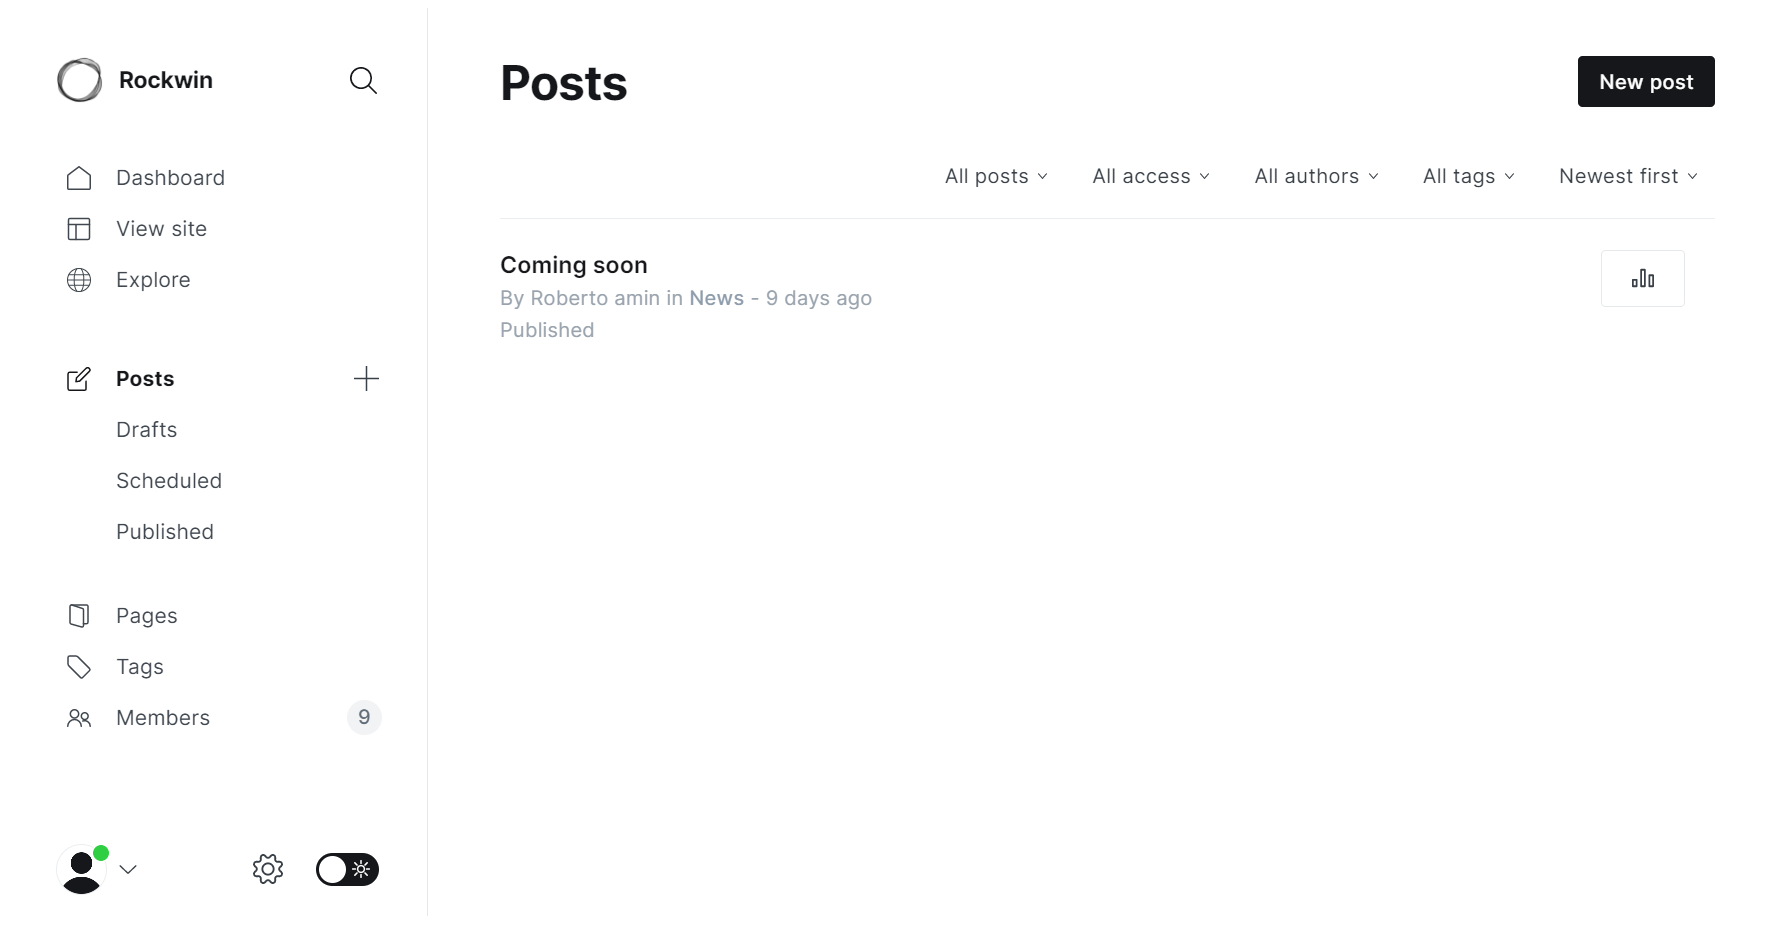 Rockwin
Dashboard
View site
Explore
Posts
Drafts
Scheduled
Published
Pages
Tags
Members 9
Posts
New post
All posts All access All authors All tags Newest first
Coming soon
By Roberto amin in News - 9 days ago
Published